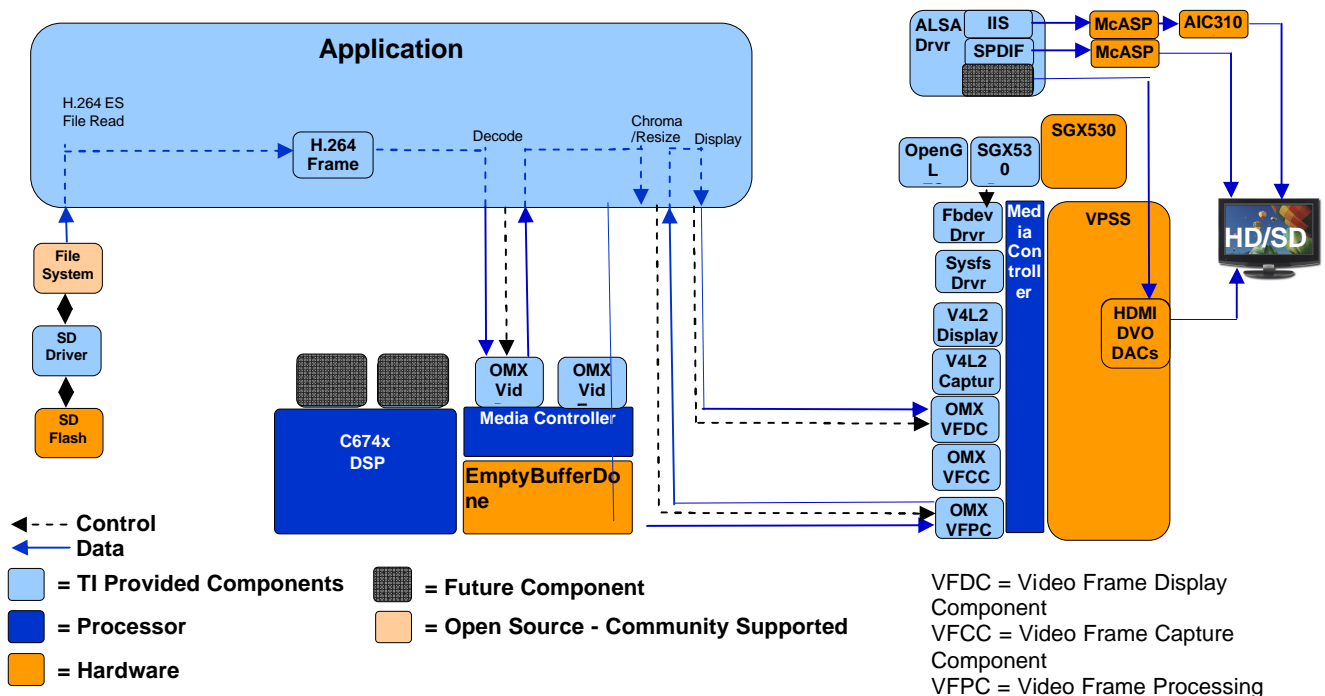 Application
H.264 ES
File Read
H.264
Frame
Decode
Chroma
/Resize
Display
File
System
SD
Driver
SD
Flash
C674x
DSP
OMX
Vid
OMX
Vid
Media Controller
EmptyBufferDo
ne
ALSA
Drvr
IIS
SPDIF
McASP
AIC310
McASP
OpenG
L
SGX53
0
SGX530
Fbdev
Drvr
Sysfs
Drvr
V4L2
Display
V4L2
Captur
OMX
VFDC
OMX
VFCC
OMX
VFPC
Med
ia
Con
troll
er
VPSS
HDMI
DVO
DACs
HD/SD
Control
Data
= TI Provided Components
= Processor
= Hardware
= Future Component
= Open Source - Community Supported
VFDC = Video Frame Display
Component
VFCC = Video Frame Capture
Component
VFPC = Video Frame Processing